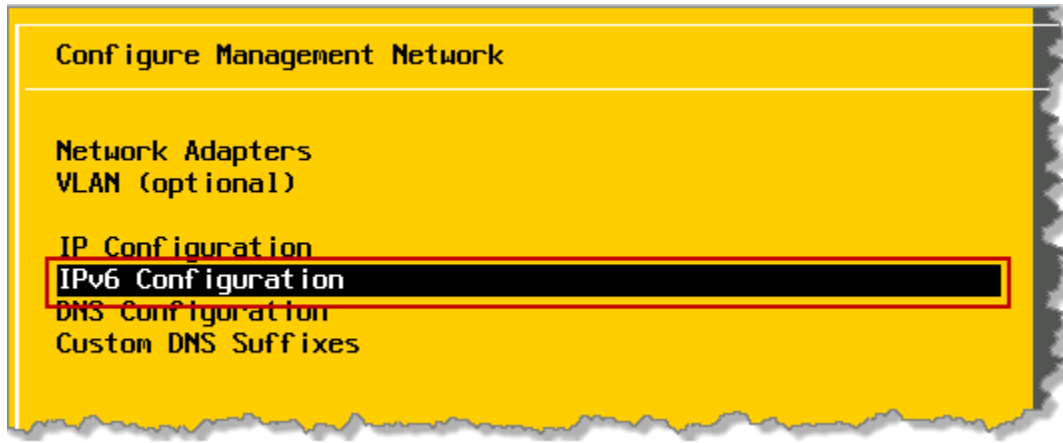 Configure Management Network
Network Adapters
VLAN (optional)
IP Configuration
IPv6 Configuration
DNS Configuration
Custom DNS Suffixes